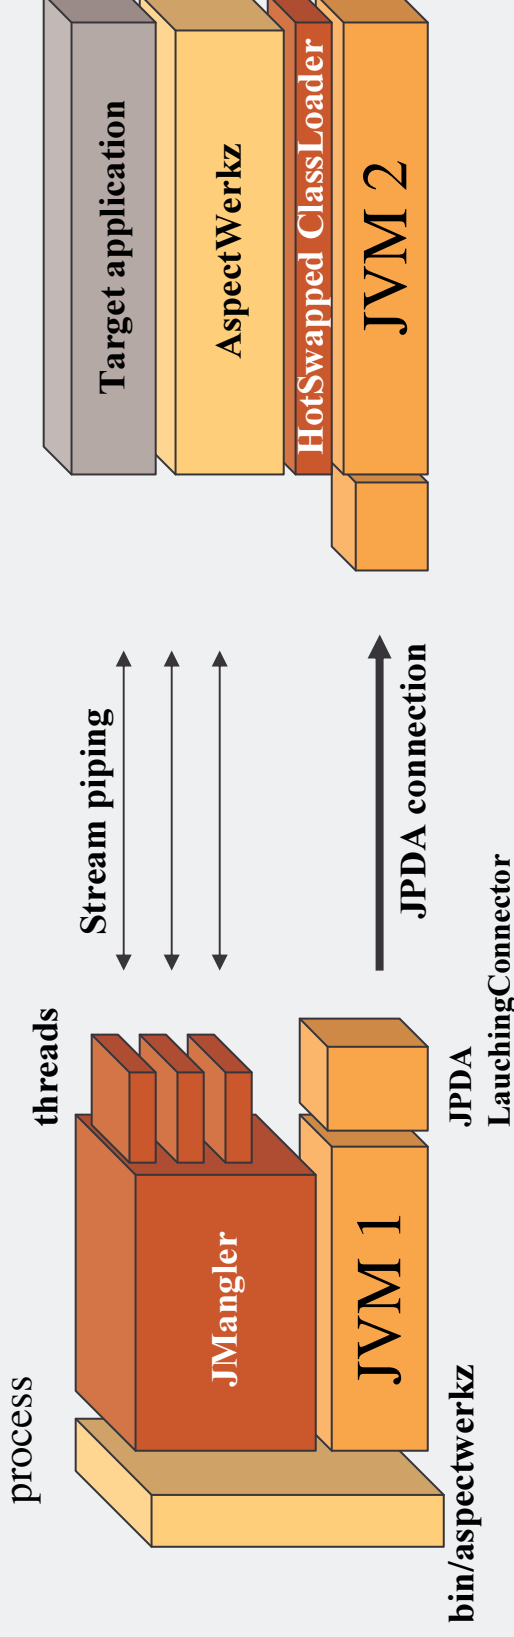 process
threads
Stream piping
Target application
AspectWerkz
JMangler
HotSwapped ClassLoader
JVM 1
JVM 2
JPDA connection
bin/aspectwerkz
JPDA
LauchingConnector